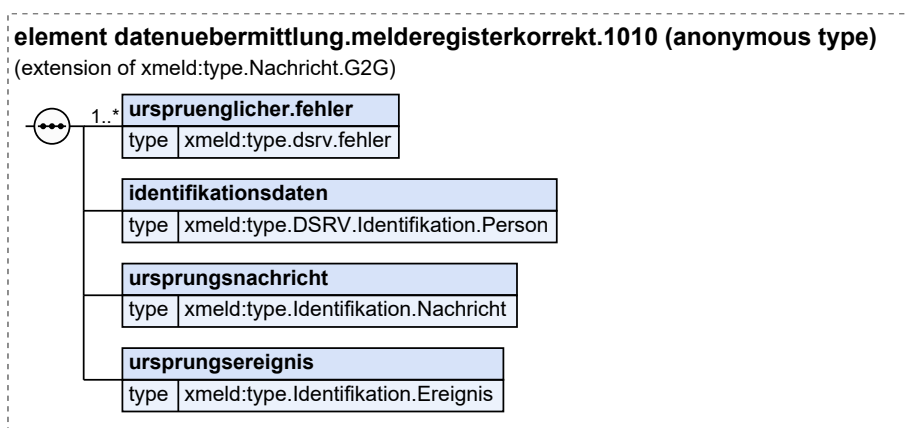 element datenuebermittlung.melderegisterkorrekt.1010 (anonymous type)
(extension of xmeld:type.Nachricht.G2G)
1..* urspruenglicher.fehler
type xmeld:type.dsrv.fehler
identifikationsdaten
type xmeld:type.DSRV.Identifikation.Person
ursprungsnachricht
type xmeld:type.Identifikation.Nachricht
ursprungsereignis
type xmeld:type.Identifikation.Ereignis